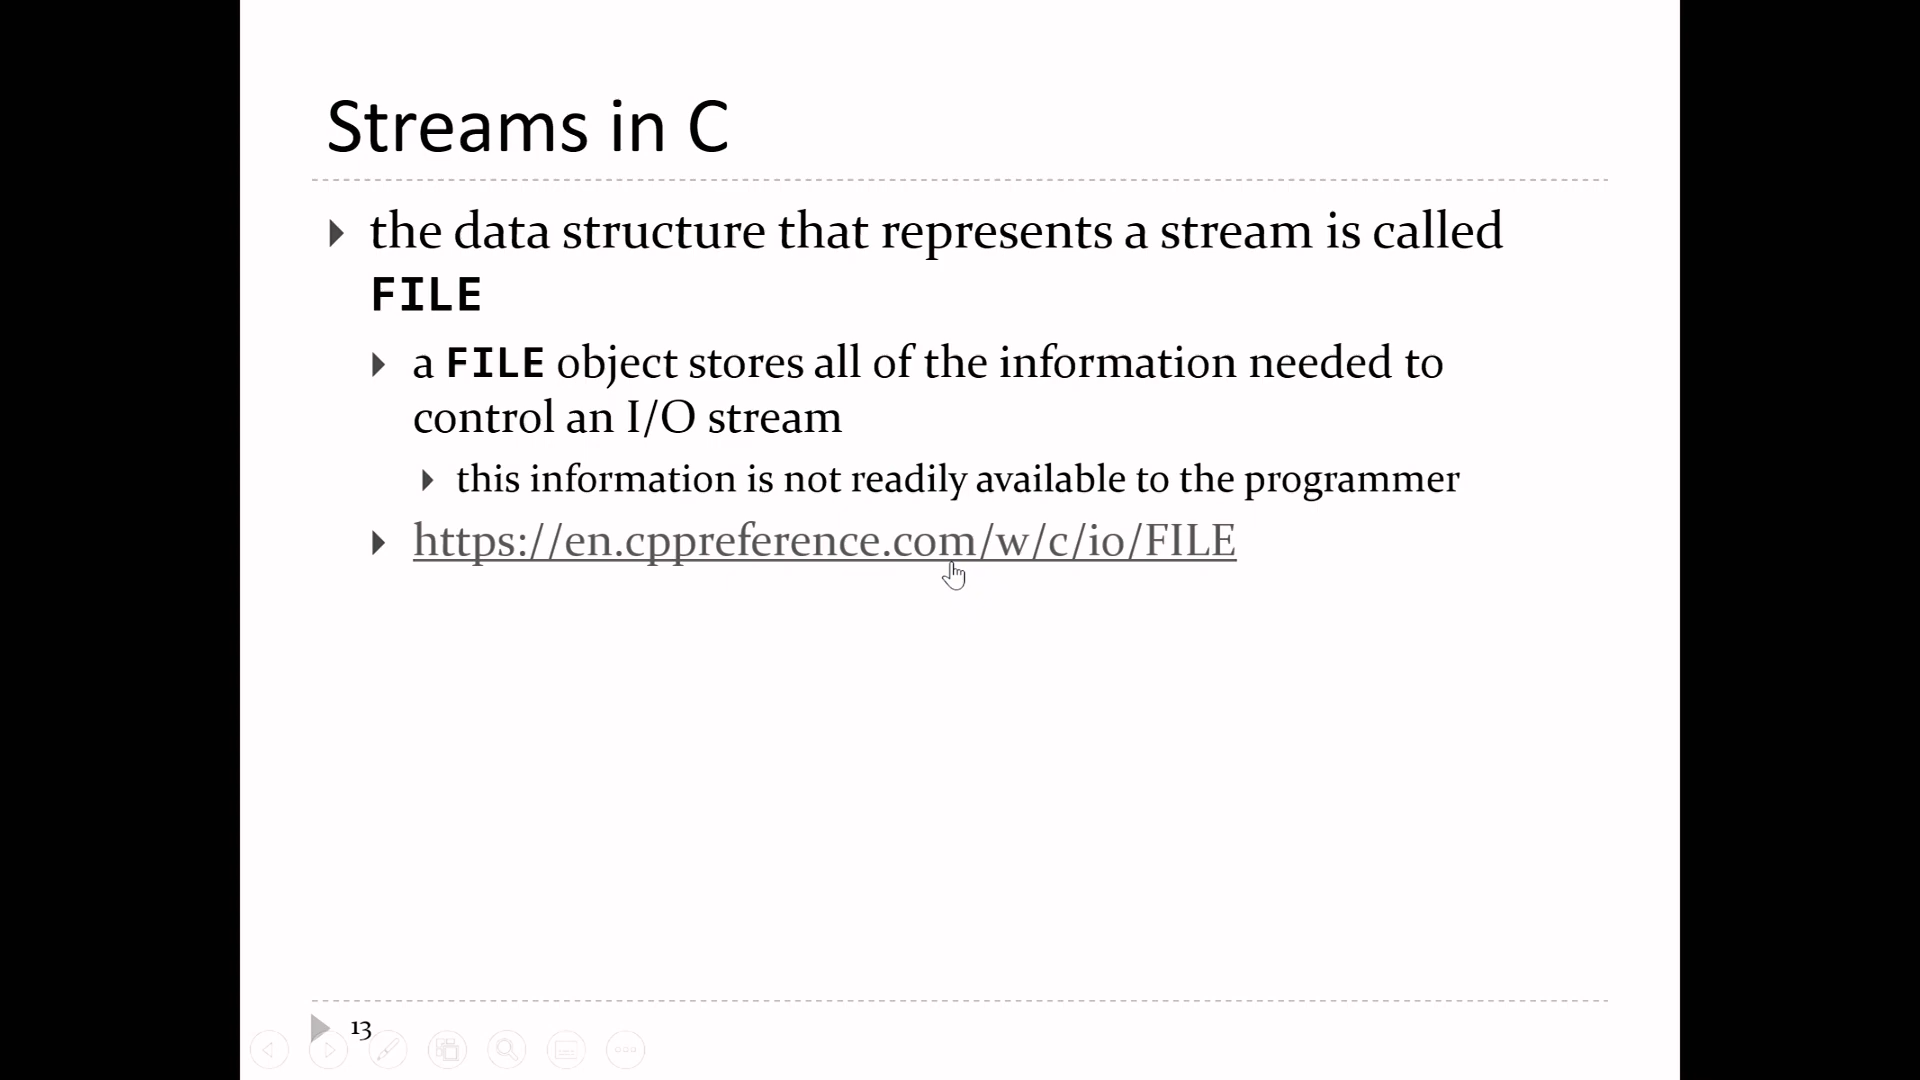 Streams in C
the data structure that represents a stream is called
FILE
a FILE object stores all of the information needed to
control an I/O stream
this information is not readily available to the programmer
https://en.cppreference.com/w/c/io/FILE
13